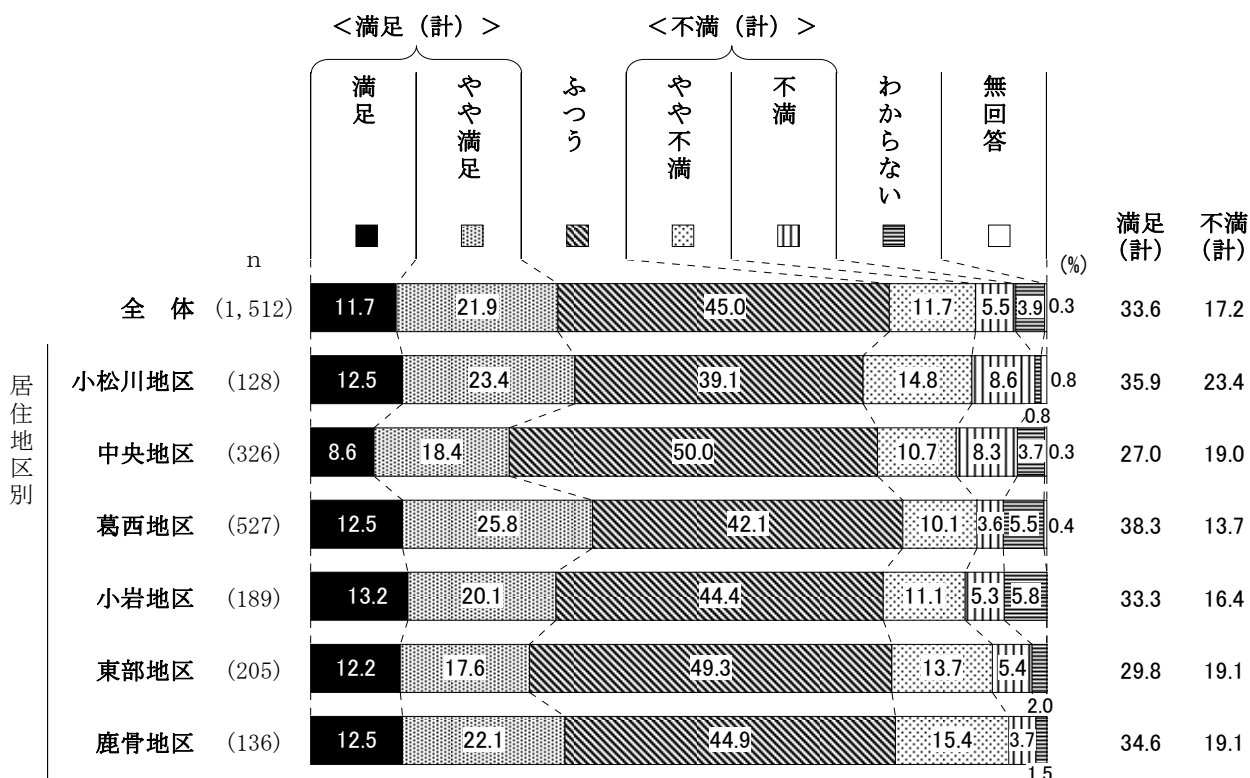 ＜満足（計）＞ ＜不満（計）＞
満足 やや満足 ふつう やや不満 不満 わからない 無回答
満足（計） 不満（計）
n (%)
全　体 (1,512) 11.7 21.9 45.0 11.7 5.5 3.9 0.3 33.6 17.2
居住地区別
小松川地区 (128) 12.5 23.4 39.1 14.8 8.6 0.8 0.8 35.9 23.4
中央地区 (326) 8.6 18.4 50.0 10.7 8.3 3.7 0.3 27.0 19.0
葛西地区 (527) 12.5 25.8 42.1 10.1 3.6 5.5 0.4 38.3 13.7
小岩地区 (189) 13.2 20.1 44.4 11.1 5.3 5.8 33.3 16.4
東部地区 (205) 12.2 17.6 49.3 13.7 5.4 2.0 29.8 19.1
鹿骨地区 (136) 12.5 22.1 44.9 15.4 3.7 1.5 34.6 19.1